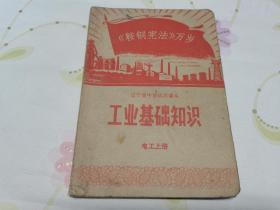 《鞍钢宪法》万岁
辽宁省中学试用课本
工业基础知识
电工上册